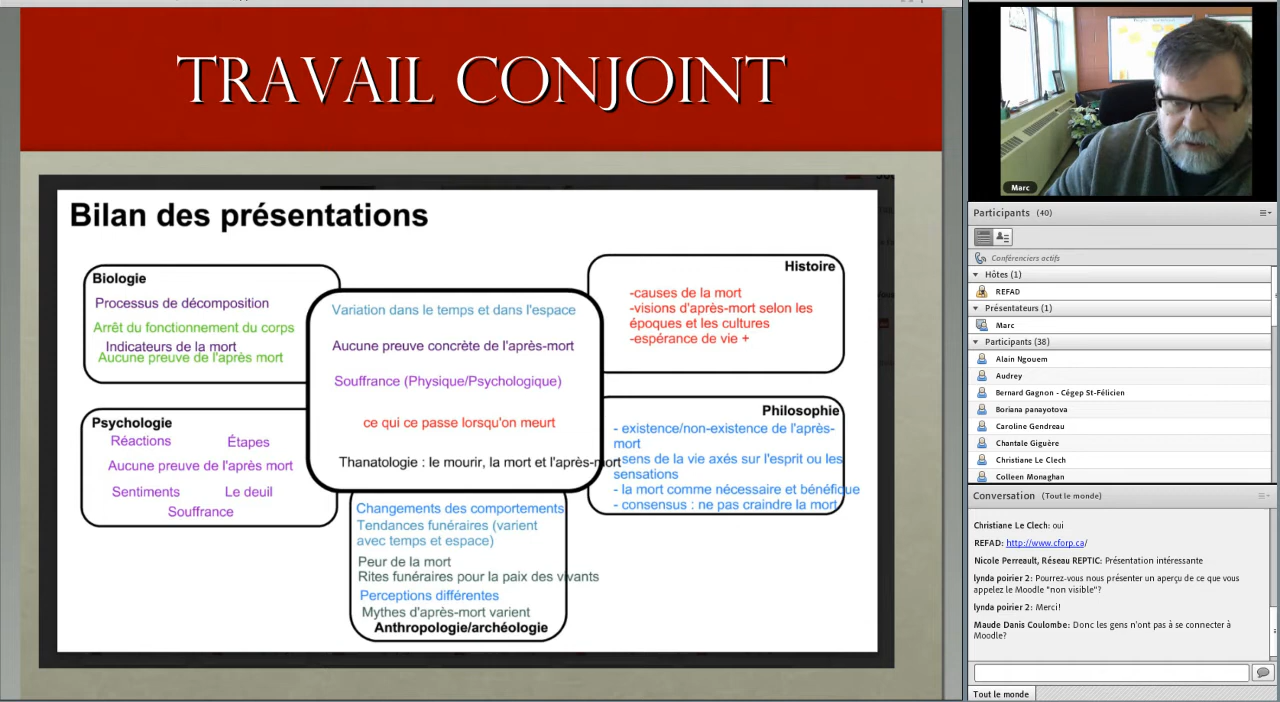 TRAVAIL CONJOINT
Bilan des présentations
Biologie
Processus de décomposition
Arrêt du fonctionnement du corps
Indicateurs de la mort
Aucune preuve de l'après mort
Variation dans le temps et dans l'espace
Aucune preuve concrète de l'après-mort
Souffrance (Physique/Psychologique)
ce qui ce passe lorsqu'on meurt
Thanatologie : le mourir, la mort et l'après-mort
Histoire
-causes de la mort
-visions d'après-mort selon les
époques et les cultures
-espérance de vie +
Psychologie
Réactions
Étapes
Aucune preuve de l'après mort
Sentiments
Le deuil
Souffrance
Philosophie
- existence/non-existence de l'après-
mort
- sens de la vie axés sur l'esprit ou les
sensations
- la mort comme nécessaire et bénéfique
- consensus : ne pas craindre la mort
Changements des comportements
Tendances funéraires (varient
avec temps et espace)
Peur de la mort
Rites funéraires pour la paix des vivants
Perceptions différentes
Mythes d'après-mort varient
Anthropologie/archéologie
Marc
Participants (40)
Conférenciers actifs
Hôtes (1)
REFAD
Présentateurs (1)
Marc
Participants (38)
Alain Ngouem
Audrey
Bernard Gagnon - Cégep St-Félicien
Boriana panayotova
Caroline Gendreau
Chantale Giguère
Christiane Le Clech
Colleen Monaghan
Conversation (Tout le monde)
Christiane Le Clech: oui
REFAD: http://www.cforp.ca/
Nicole Perreault, Réseau REPTIC: Présentation intéressante
lynda poirier 2: Pourrez-vous nous présenter un aperçu de ce que vous
appelez le Moodle "non visible"?
lynda poirier 2: Merci!
Maude Danis Coulombe: Donc les gens n'ont pas à se connecter à
Moodle?
Tout le monde